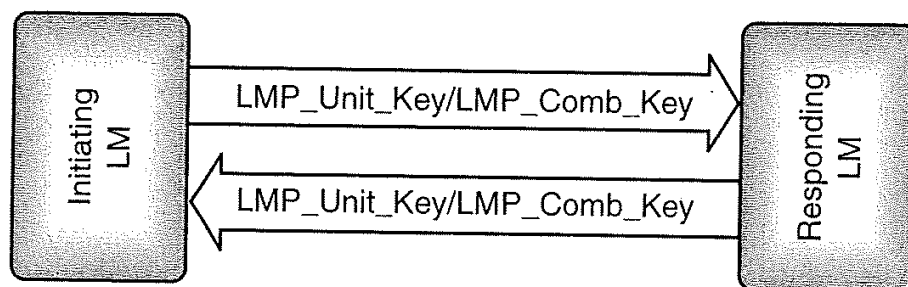 Initiating
LM
LMP_Unit_Key/LMP_Comb_Key
LMP_Unit_Key/LMP_Comb_Key
Responding
LM